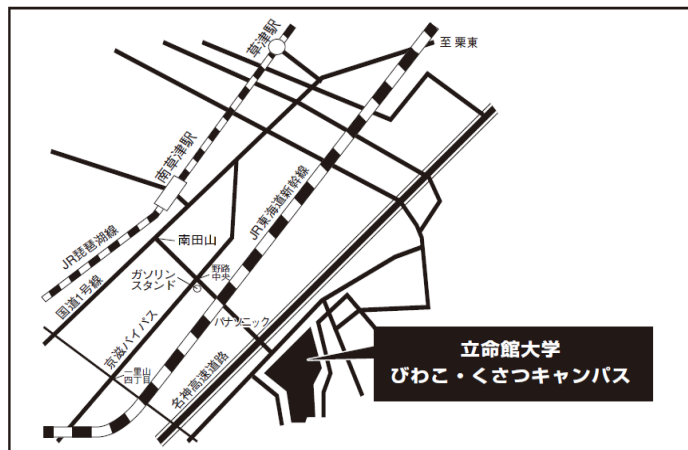 草津駅
至 栗東
南草津駅
JR東海道新幹線
JR琵琶湖線
南田山
国道1号線
ガソリン
スタンド
野路
中央
京滋バイパス
パナソニック
一里山
四丁目
名神高速道路
立命館大学
びわこ・くさつキャンパス